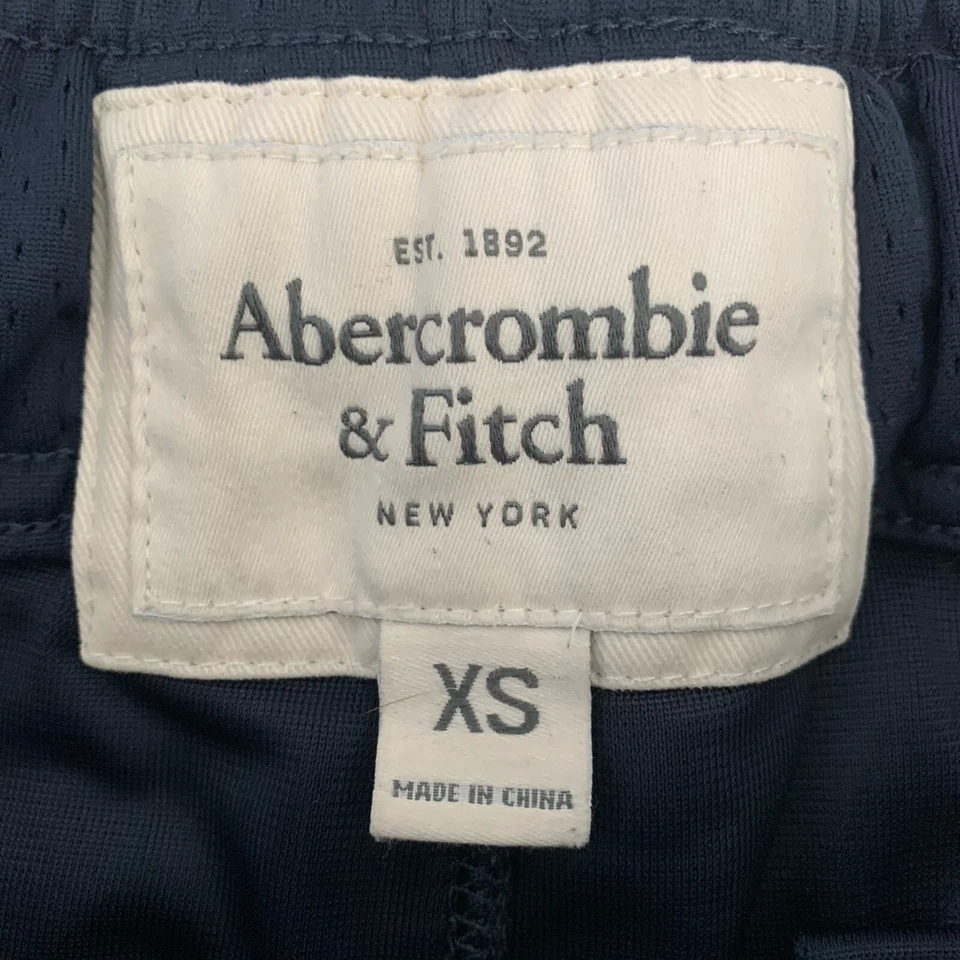 EST. 1892
Abercrombie
& Fitch
NEW YORK
XS
MADE IN CHINA